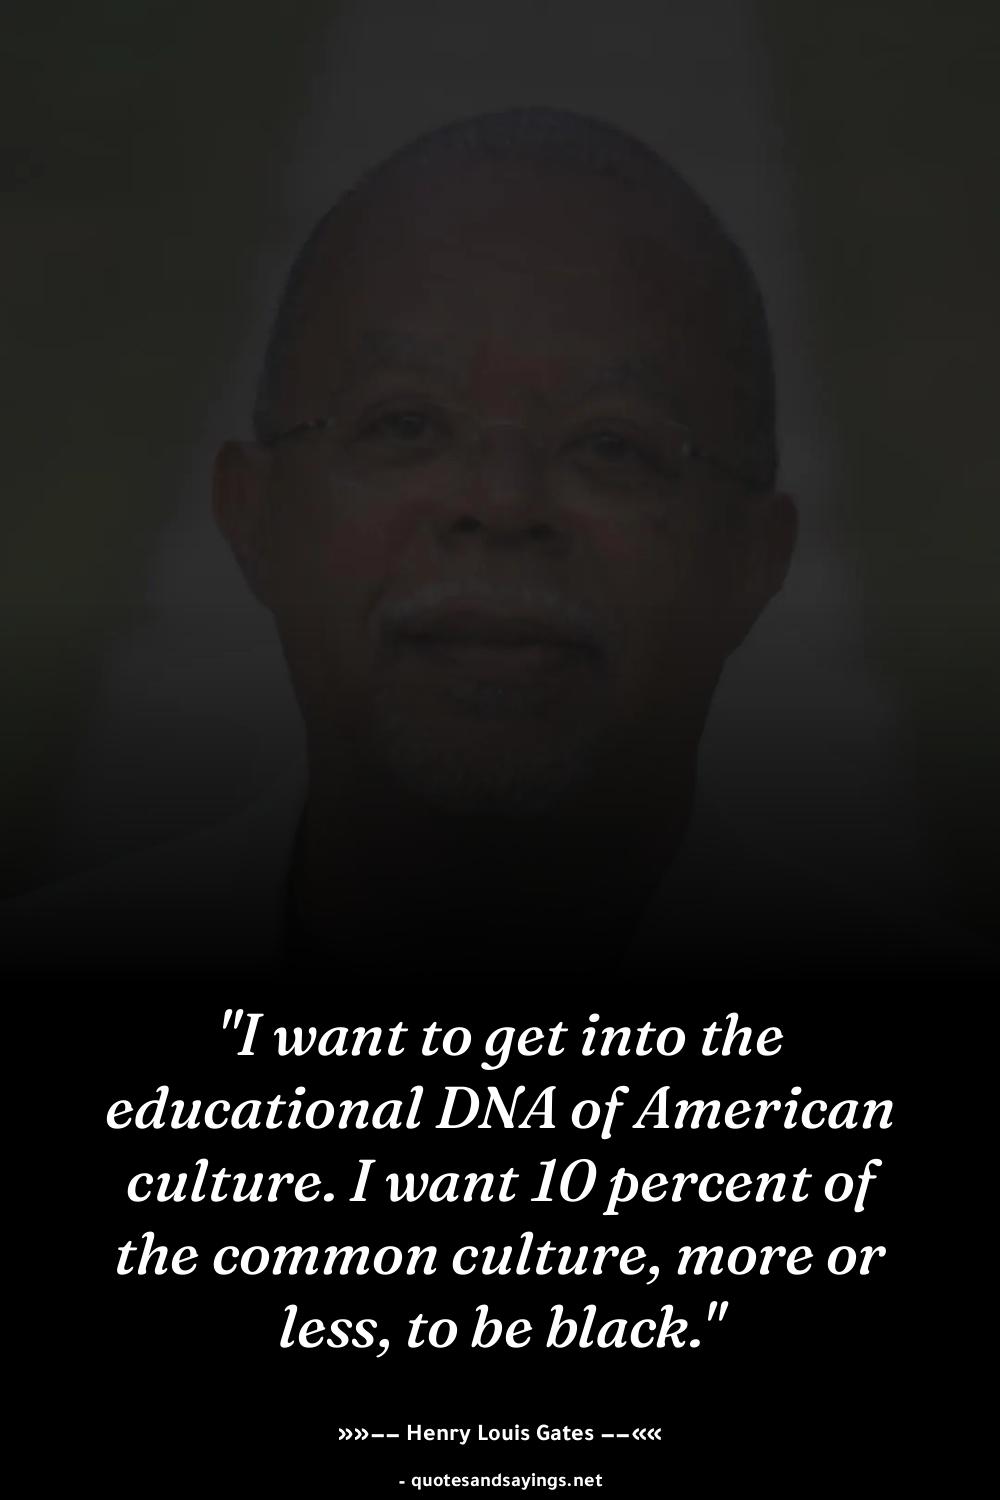 "I want to get into the
educational DNA of American
culture. I want 10 percent of
the common culture, more or
less, to be black."
»»–– Henry Louis Gates ––««
- quotesandsayings.net